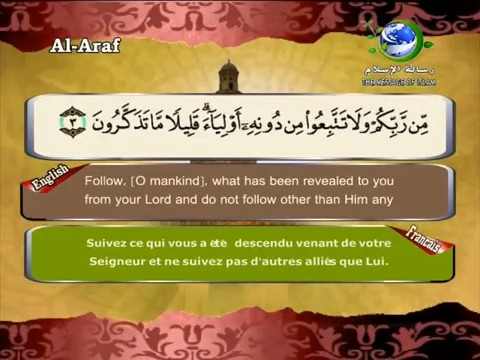 Al-Araf
رسالة الإسلام
THE MESSAGE OF ISLAM
مِّن رَّبِّكُمْ وَلَا تَتَّبِعُوا۟ مِن دُونِهِۦٓ أَوْلِيَآءَ ۗ قَلِيلًا مَّا تَذَكَّرُونَ ٣
English
Follow, [O mankind], what has been revealed to you
from your Lord and do not follow other than Him any
Francais
Suivez ce qui vous a été descendu venant de votre
Seigneur et ne suivez pas d'autres alliés que Lui.